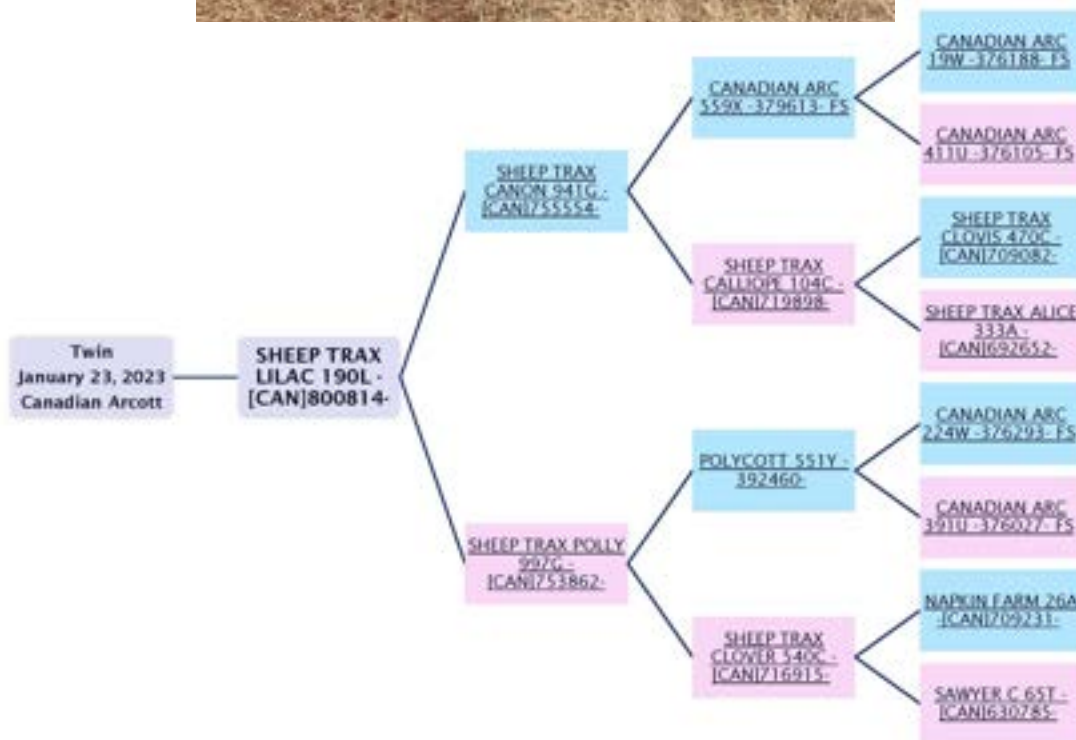 Twin
January 23, 2023
Canadian Arcott
SHEEP TRAX
LILAC 190L -
[CAN]800814-
SHEEP TRAX
CANON 941G -
[CAN]755554-
SHEEP TRAX POLLY
997G -
[CAN]753862-
CANADIAN ARC
559X -379613- FS
SHEEP TRAX
CALLIOPE 104C -
[CAN]719898-
POLYCOTT 551Y -
392460-
SHEEP TRAX
CLOVER 540C -
[CAN]716915-
CANADIAN ARC
19W -376188- FS
CANADIAN ARC
411U -376105- FS
SHEEP TRAX
CLOVIS 470C -
[CAN]709082-
SHEEP TRAX ALICE
333A -
[CAN]692652-
CANADIAN ARC
224W -376293- FS
CANADIAN ARC
391U -376027- FS
NAPKIN FARM 26A
-[CAN]709231-
SAWYER C 65T -
[CAN]630785-